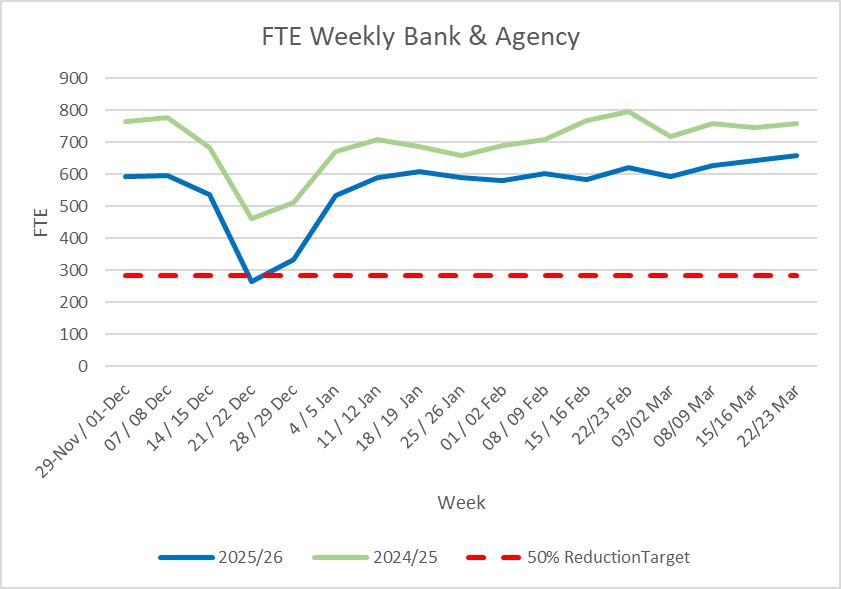 FTE Weekly Bank & Agency
900
800
700
600
500
400
300
200
100
0
FTE
29-Nov / 01-Dec
07 / 08 Dec
14 / 15 Dec
21 / 22 Dec
28 / 29 Dec
4 / 5 Jan
11 / 12 Jan
18 / 19  Jan
25 / 26 Jan
01 / 02 Feb
08 / 09 Feb
15 / 16 Feb
22/23 Feb
03/02 Mar
08/09 Mar
15/16 Mar
22/23 Mar
Week
2025/26 2024/25 50% ReductionTarget